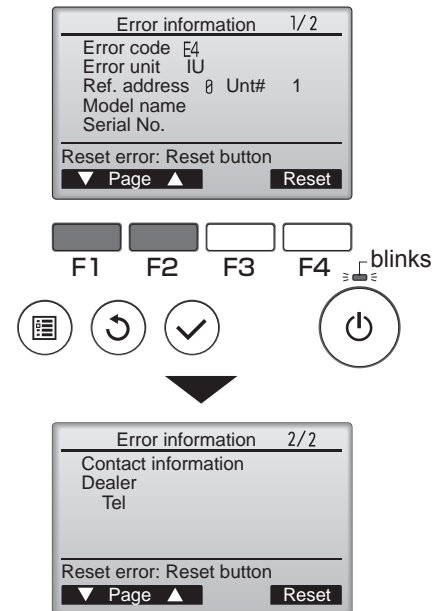 Error information 1/2
Error code E4
Error unit IU
Ref. address 0 Unt# 1
Model name
Serial No.
Reset error: Reset button
▼ Page ▲ Reset
F1 F2 F3 F4
blinks
Error information 2/2
Contact information
Dealer
Tel
Reset error: Reset button
▼ Page ▲ Reset